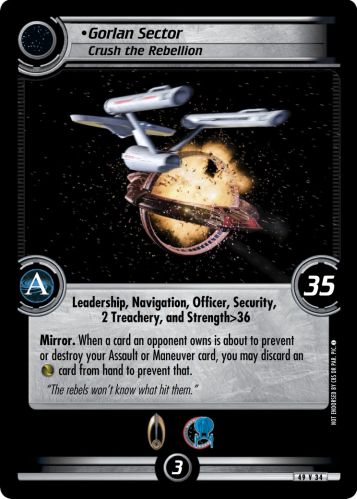 •Gorlan Sector
Crush the Rebellion
A
35
Leadership, Navigation, Officer, Security,
2 Treachery, and Strength>36
Mirror. When a card an opponent owns is about to prevent
or destroy your Assault or Maneuver card, you may discard an
card from hand to prevent that.
"The rebels won't know what hit them."
NOT ENDORSED BY CBS OR PAR. PIC.
3
49 V 34